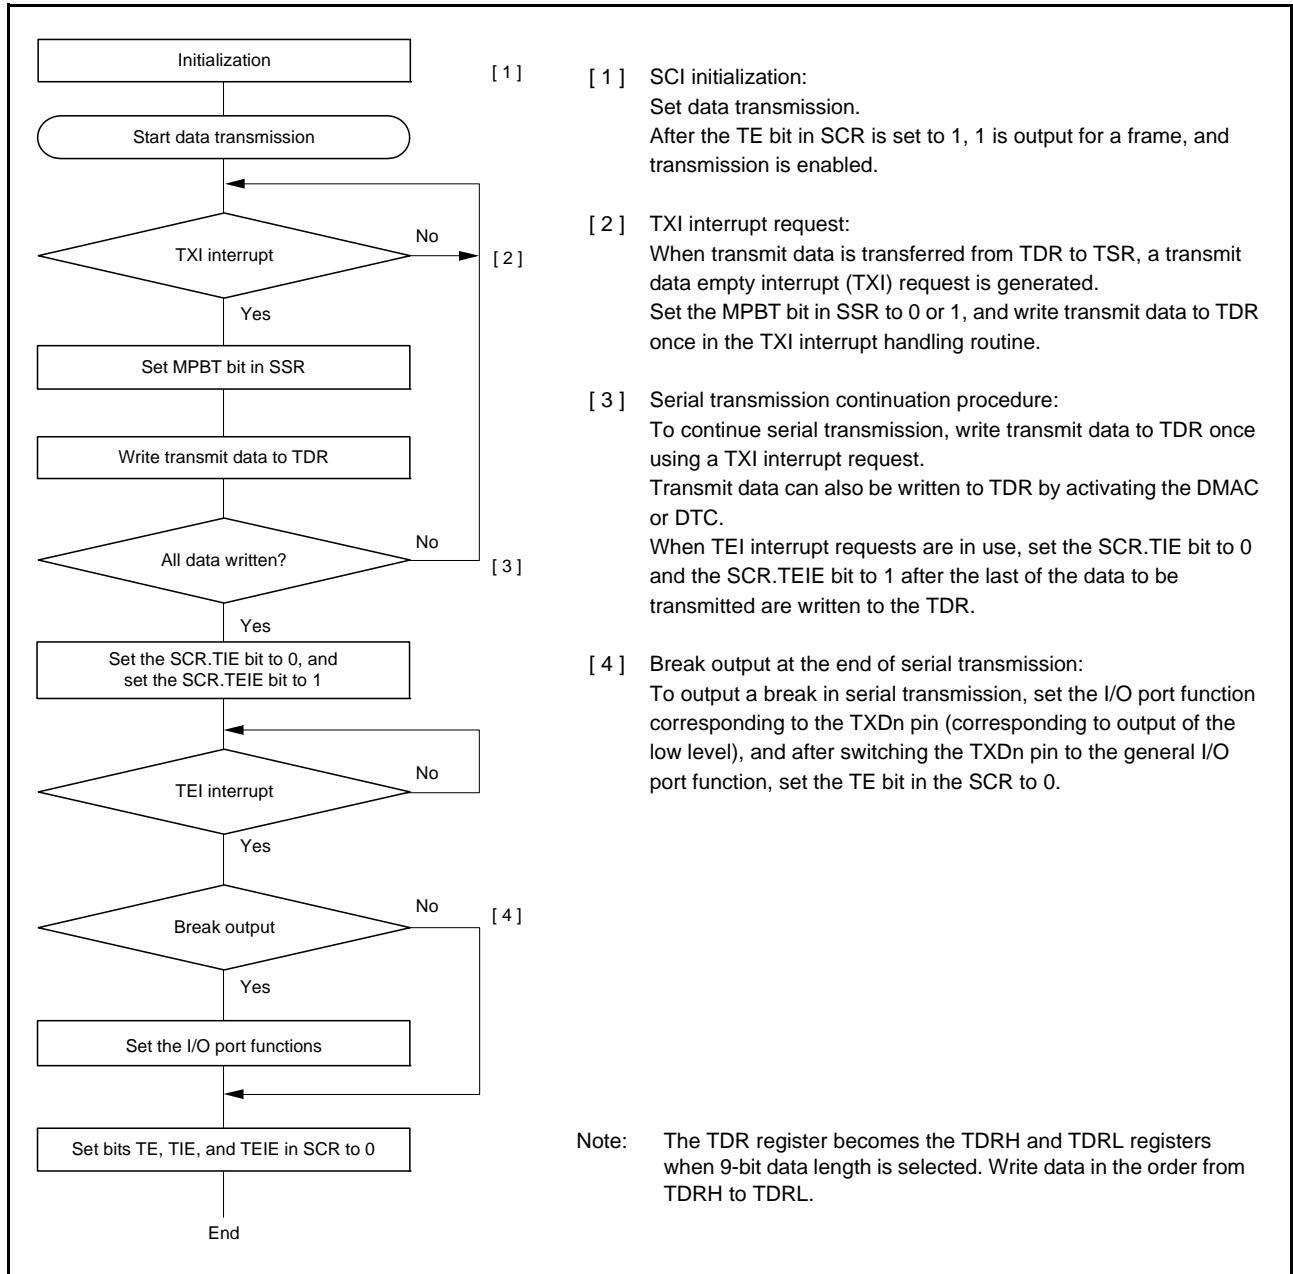 Initialization
[ 1 ]
Start data transmission
TXI interrupt
No
[ 2 ]
Yes
Set MPBT bit in SSR
Write transmit data to TDR
All data written?
No
[ 3 ]
Yes
Set the SCR.TIE bit to 0, and
set the SCR.TEIE bit to 1
TEI interrupt
No
Yes
Break output
No
[ 4 ]
Yes
Set the I/O port functions
Set bits TE, TIE, and TEIE in SCR to 0
End
[ 1 ] SCI initialization:
Set data transmission.
After the TE bit in SCR is set to 1, 1 is output for a frame, and
transmission is enabled.
[ 2 ] TXI interrupt request:
When transmit data is transferred from TDR to TSR, a transmit
data empty interrupt (TXI) request is generated.
Set the MPBT bit in SSR to 0 or 1, and write transmit data to TDR
once in the TXI interrupt handling routine.
[ 3 ] Serial transmission continuation procedure:
To continue serial transmission, write transmit data to TDR once
using a TXI interrupt request.
Transmit data can also be written to TDR by activating the DMAC
or DTC.
When TEI interrupt requests are in use, set the SCR.TIE bit to 0
and the SCR.TEIE bit to 1 after the last of the data to be
transmitted are written to the TDR.
[ 4 ] Break output at the end of serial transmission:
To output a break in serial transmission, set the I/O port function
corresponding to the TXDn pin (corresponding to output of the
low level), and after switching the TXDn pin to the general I/O
port function, set the TE bit in the SCR to 0.
Note: The TDR register becomes the TDRH and TDRL registers
when 9-bit data length is selected. Write data in the order from
TDRH to TDRL.